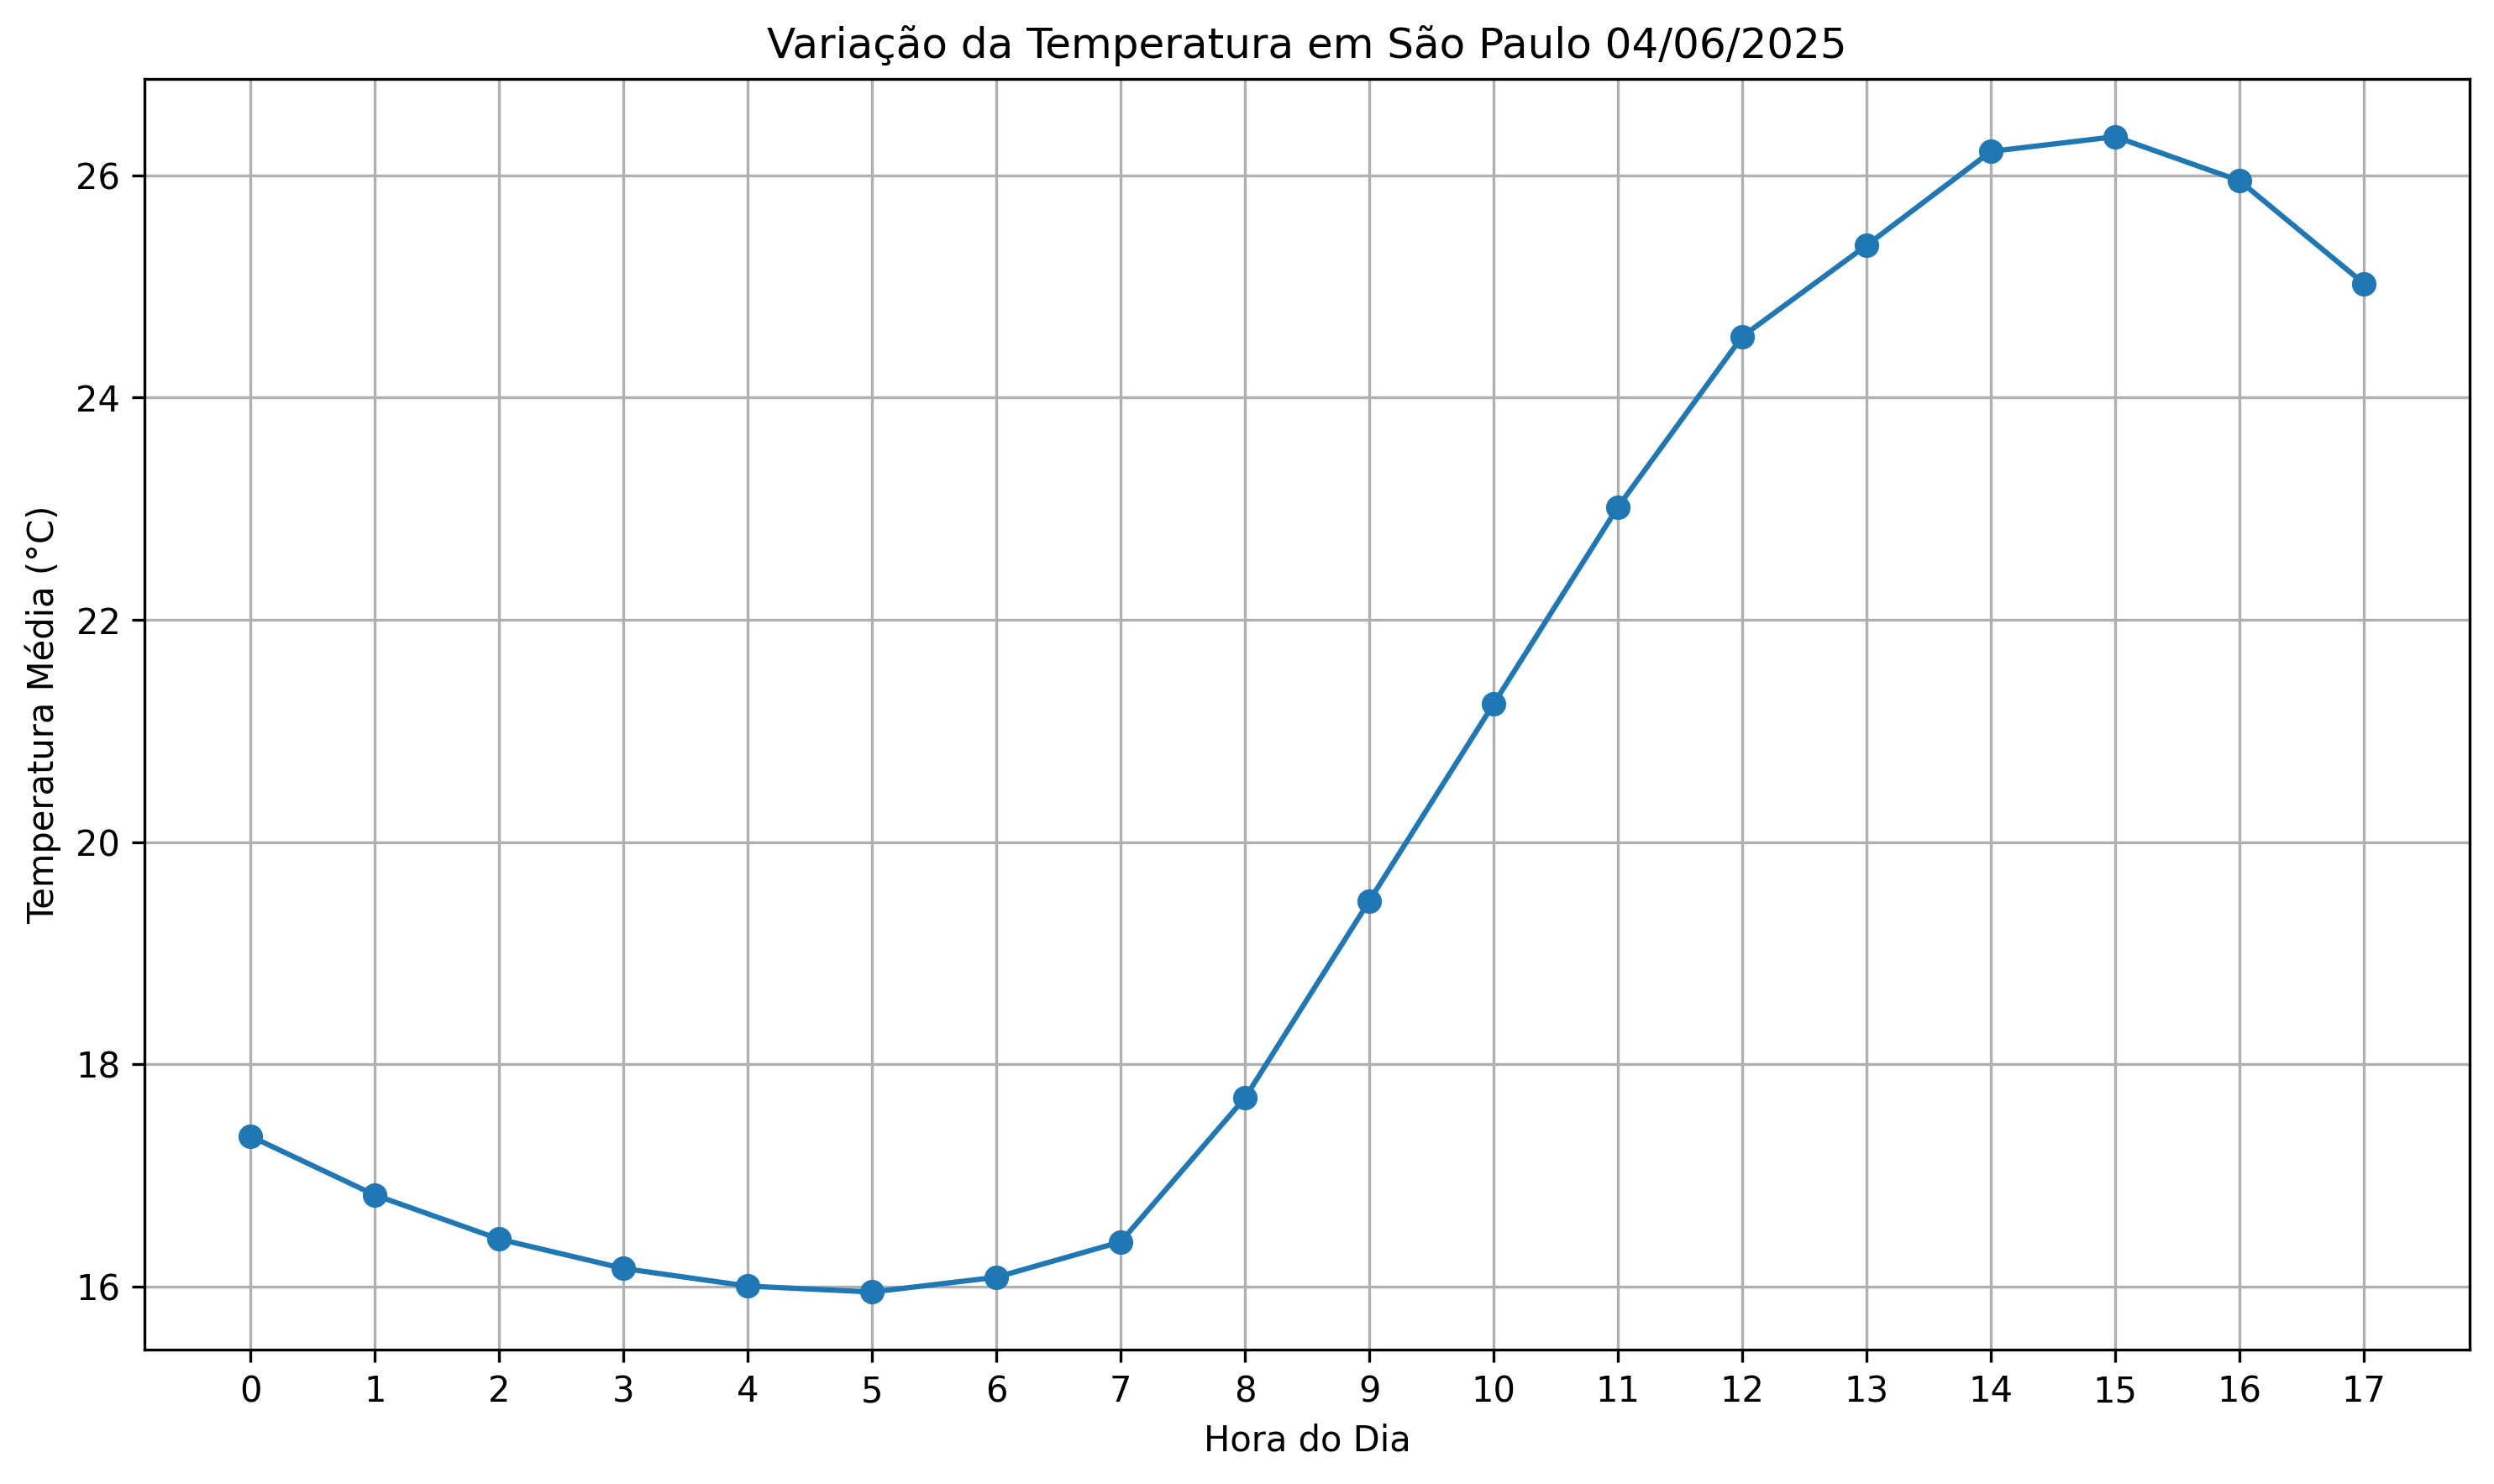 Variação da Temperatura em São Paulo 04/06/2025
Temperatura Média (°C)
26
24
22
20
18
16
0 1 2 3 4 5 6 7 8 9 10 11 12 13 14 15 16 17
Hora do Dia